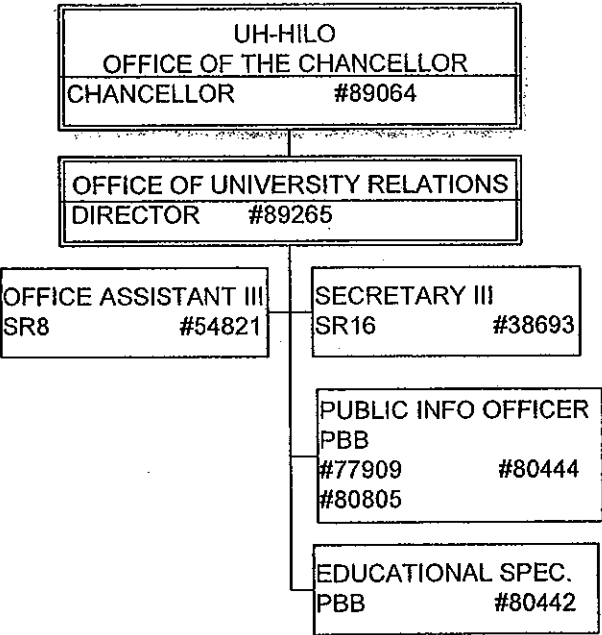 UH-HILO
OFFICE OF THE CHANCELLOR
CHANCELLOR #89064
OFFICE OF UNIVERSITY RELATIONS
DIRECTOR #89265
OFFICE ASSISTANT III
SR8 #54821
SECRETARY III
SR16 #38693
PUBLIC INFO OFFICER
PBB
#77909 #80444
#80805
EDUCATIONAL SPEC.
PBB #80442